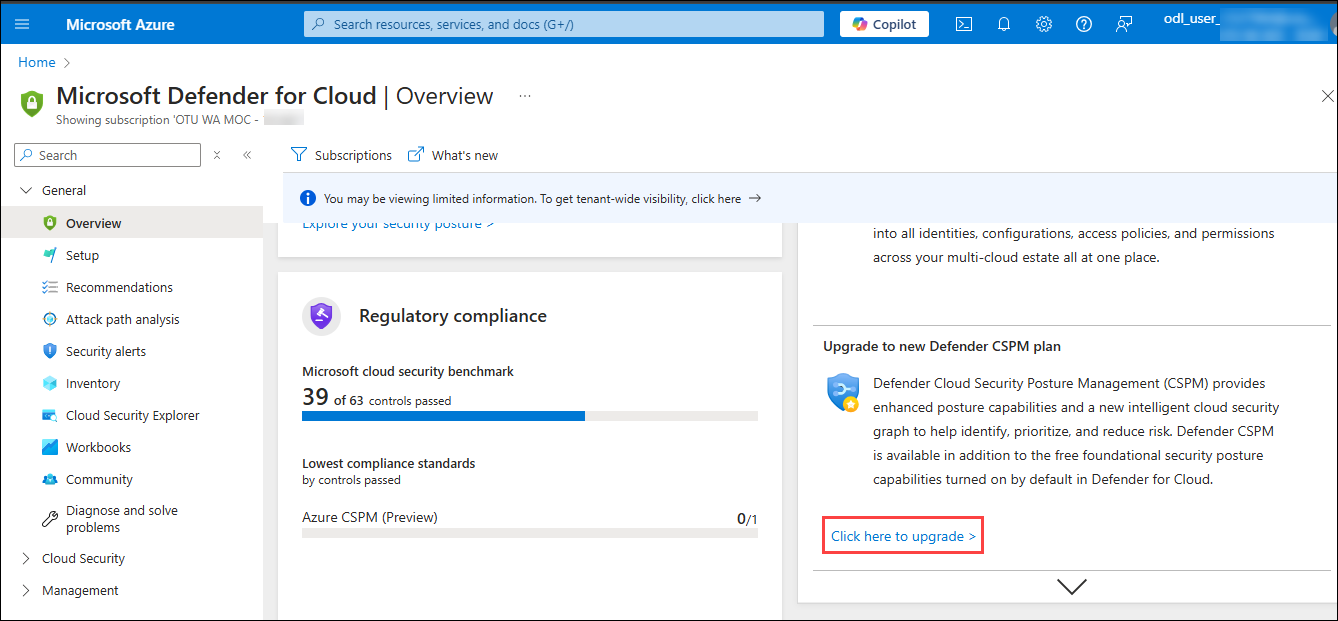 Microsoft Azure
Search resources, services, and docs (G+/)
Copilot
odl_user_
Home
Microsoft Defender for Cloud | Overview
...
Showing subscription 'OTU WA MOC -
Search
Subscriptions
What's new
General
Overview
Setup
Recommendations
Attack path analysis
Security alerts
Inventory
Cloud Security Explorer
Workbooks
Community
Diagnose and solve
problems
Cloud Security
Management
You may be viewing limited information. To get tenant-wide visibility, click here →
Explore your security posture >
Regulatory compliance
Microsoft cloud security benchmark
39 of 63 controls passed
Lowest compliance standards
by controls passed
Azure CSPM (Preview) 0/1
into all identities, configurations, access policies, and permissions
across your multi-cloud estate all at one place.
Upgrade to new Defender CSPM plan
Defender Cloud Security Posture Management (CSPM) provides
enhanced posture capabilities and a new intelligent cloud security
graph to help identify, prioritize, and reduce risk. Defender CSPM
is available in addition to the free foundational security posture
capabilities turned on by default in Defender for Cloud.
Click here to upgrade >